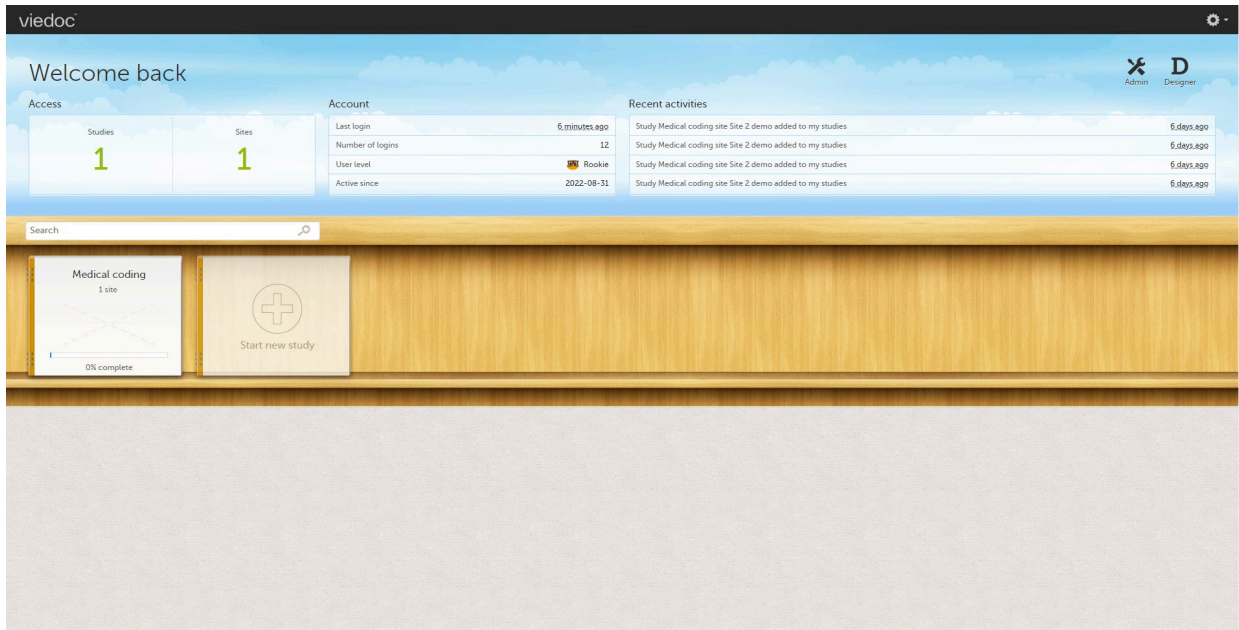 viedoc
Welcome back
Admin
Designer
Access
Studies
1
Sites
1
Account
Last login 6 minutes ago
Number of logins 12
User level Rookie
Active since 2022-08-31
Recent activities
Study Medical coding site Site 2 demo added to my studies 6 days ago
Study Medical coding site Site 2 demo added to my studies 6 days ago
Study Medical coding site Site 2 demo added to my studies 6 days ago
Study Medical coding site Site 2 demo added to my studies 6 days ago
Search
Medical coding
1 site
0% complete
Start new study